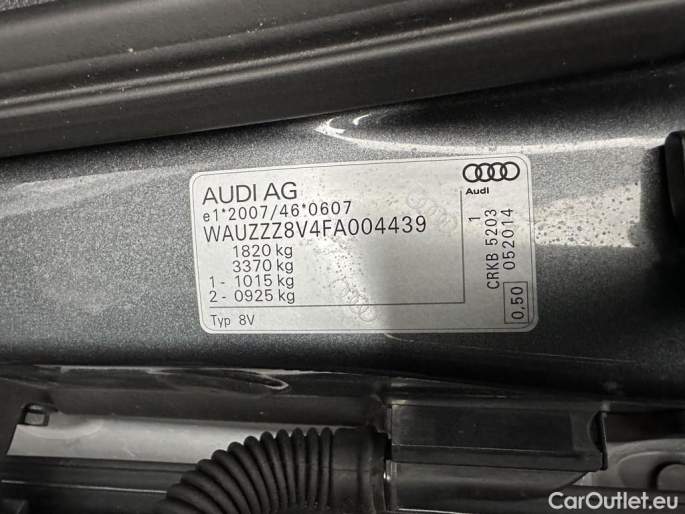 AUDI AG
Audi
e1*2007/46*0607
WAUZZZ8V4FA004439
1820 kg
3370 kg
1 - 1015 kg
2 - 0925 kg
Typ 8V
CRKB 5203 1
052014
0,50
CarOutlet.eu